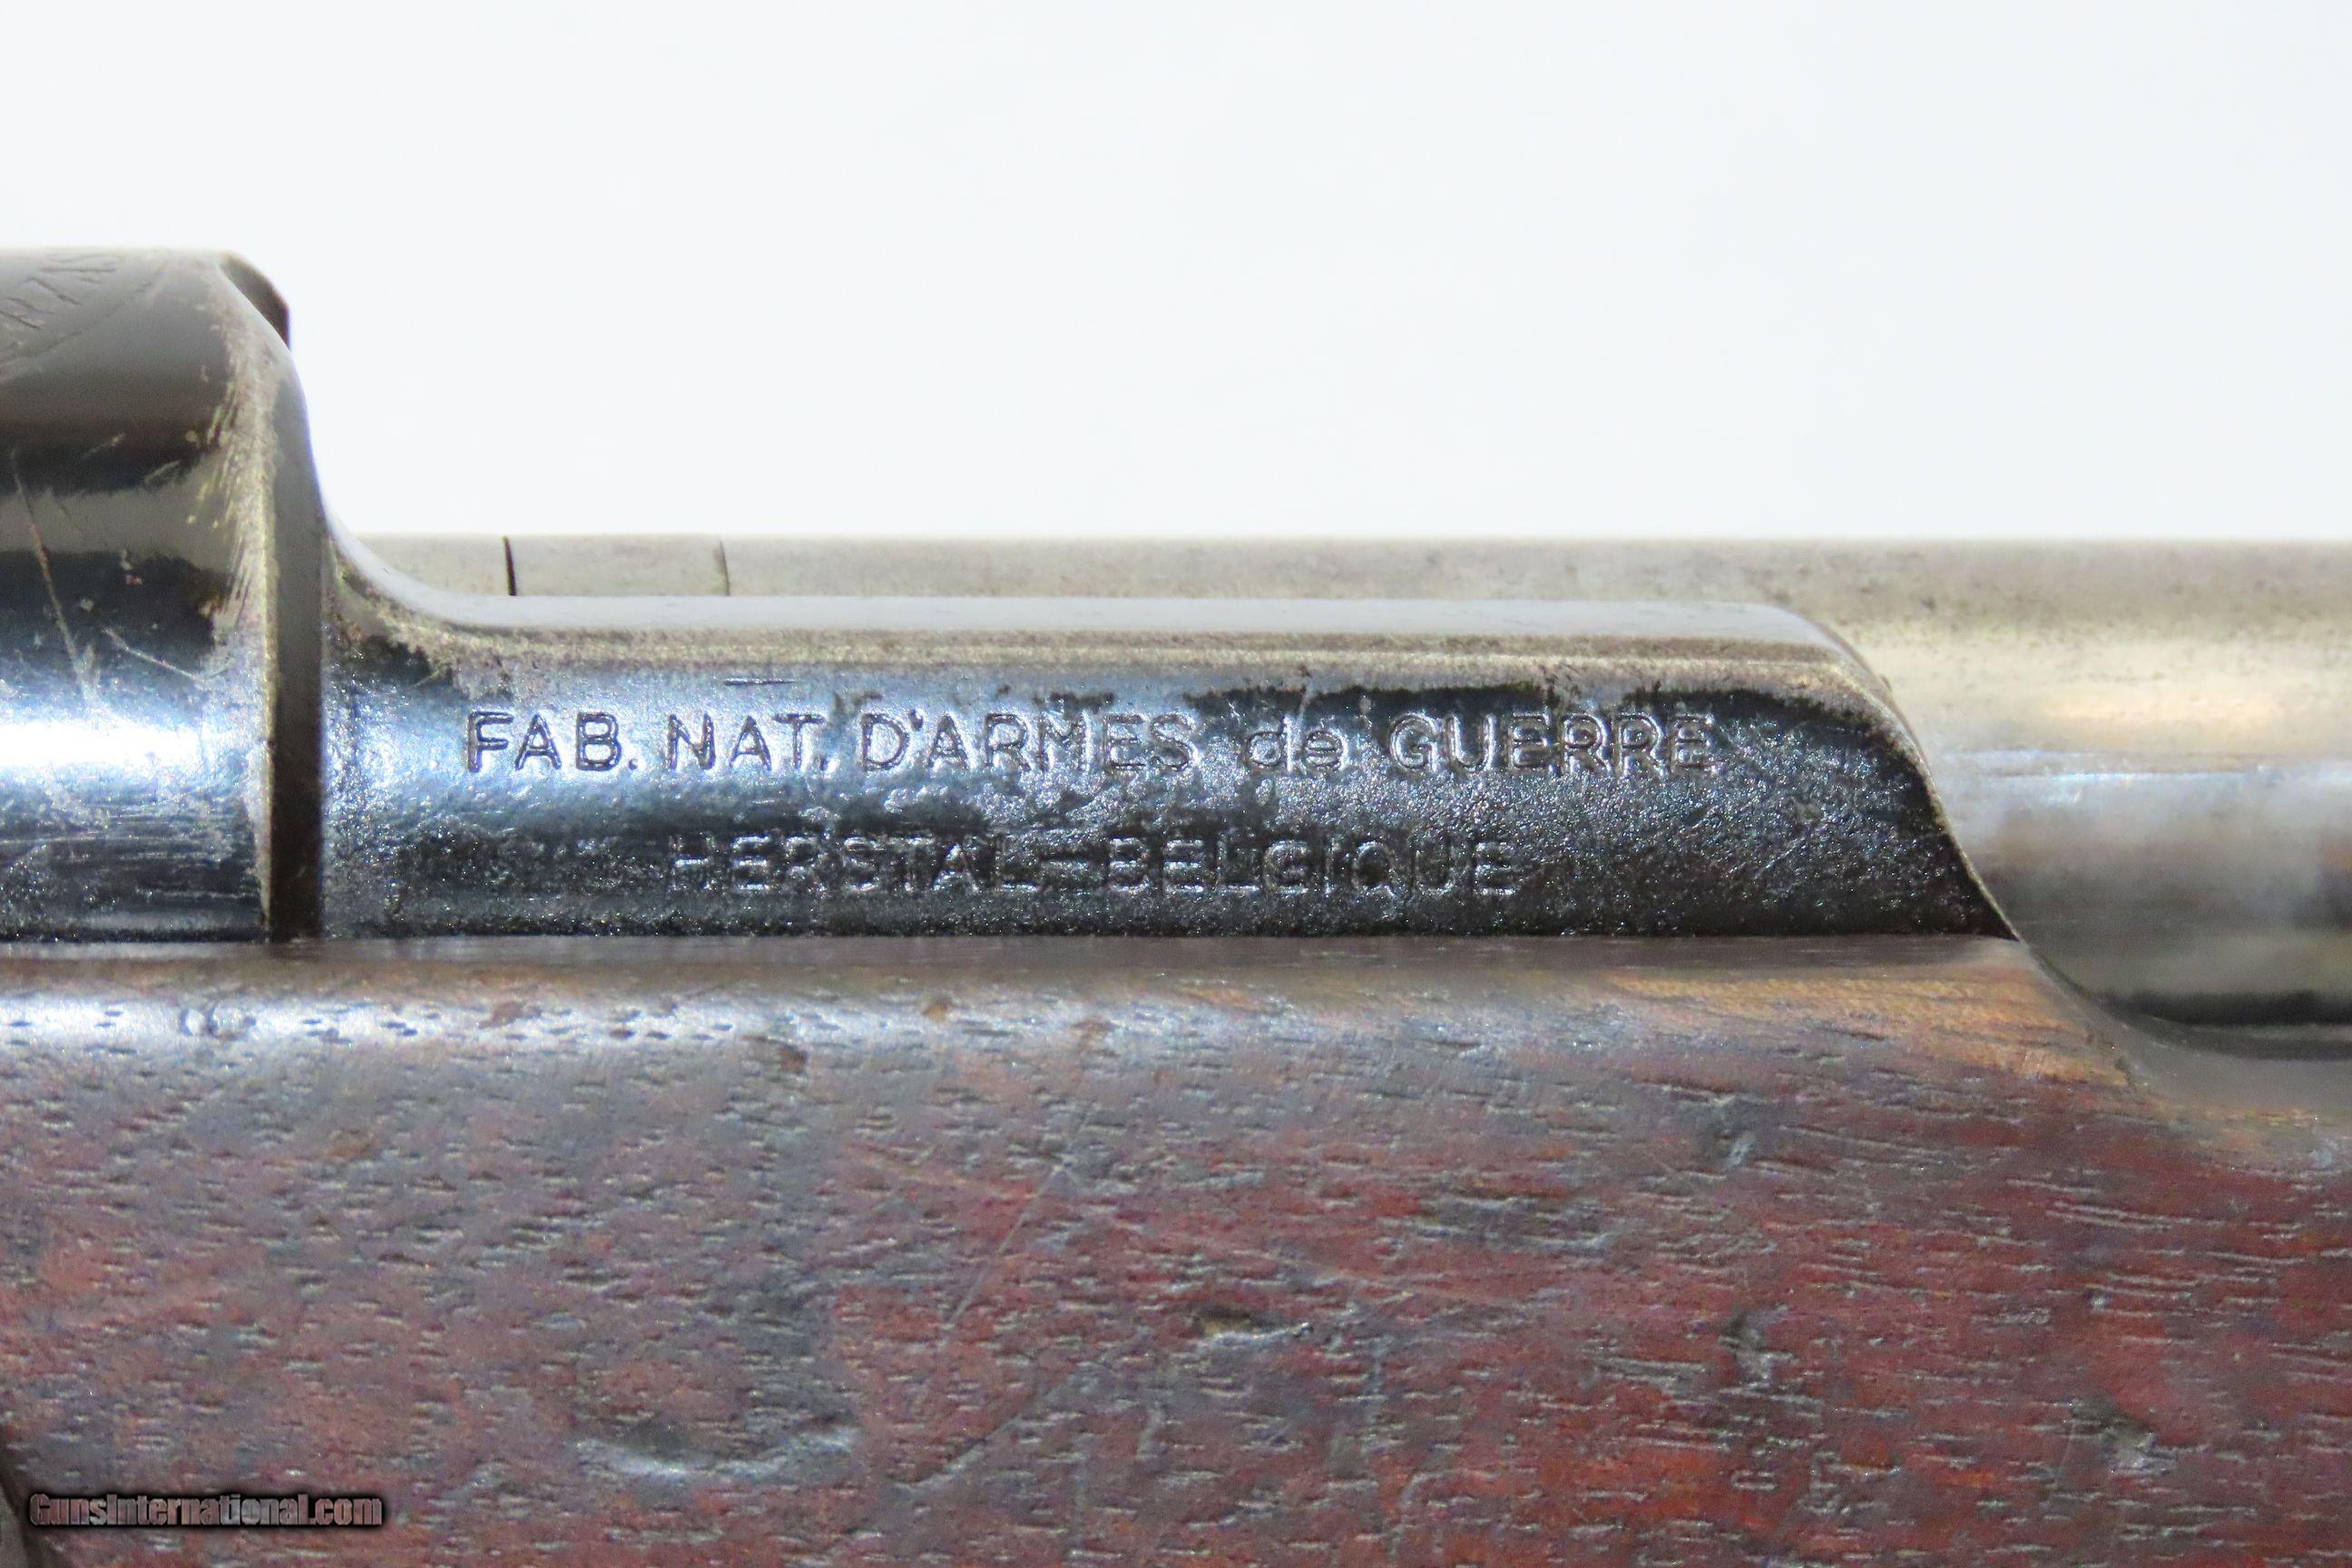 FAB. NAT. D'ARMES de GUERRE
HERSTAL-BELGIQUE
GunsInternational.com